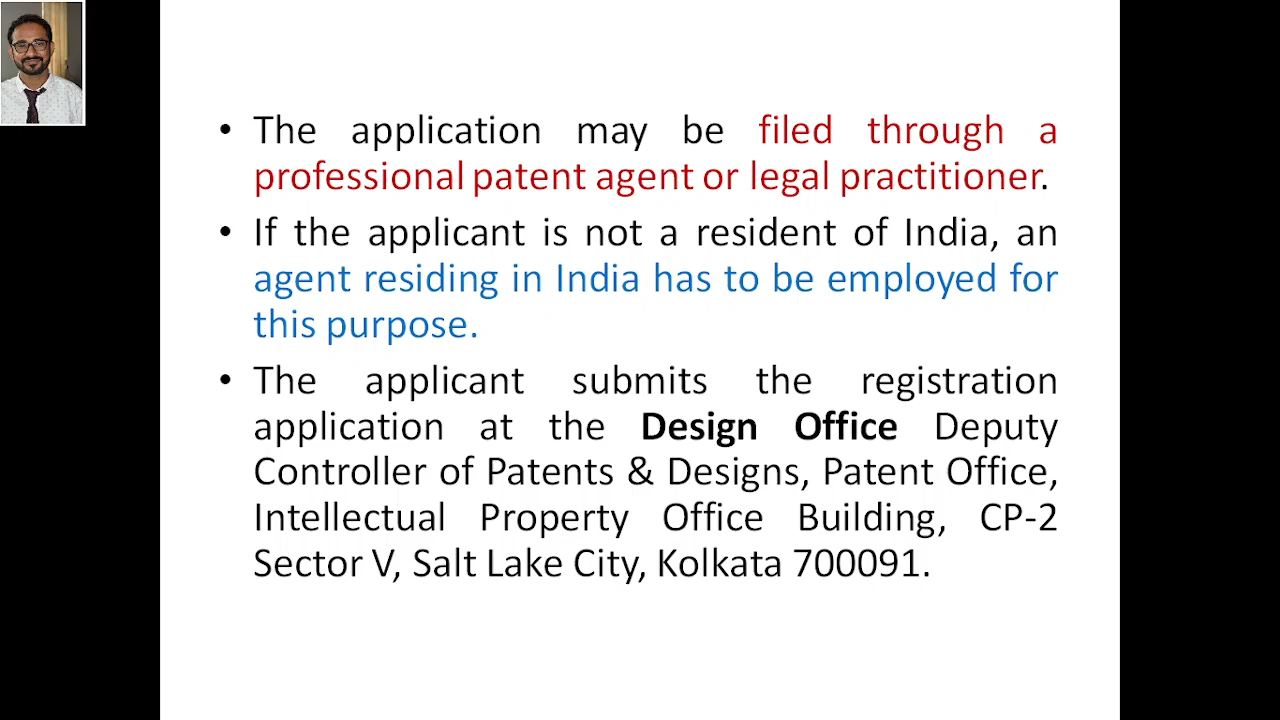 • The application may be filed through a
professional patent agent or legal practitioner.
• If the applicant is not a resident of India, an
agent residing in India has to be employed for
this purpose.
• The applicant submits the registration
application at the Design Office Deputy
Controller of Patents & Designs, Patent Office,
Intellectual Property Office Building, CP-2
Sector V, Salt Lake City, Kolkata 700091.